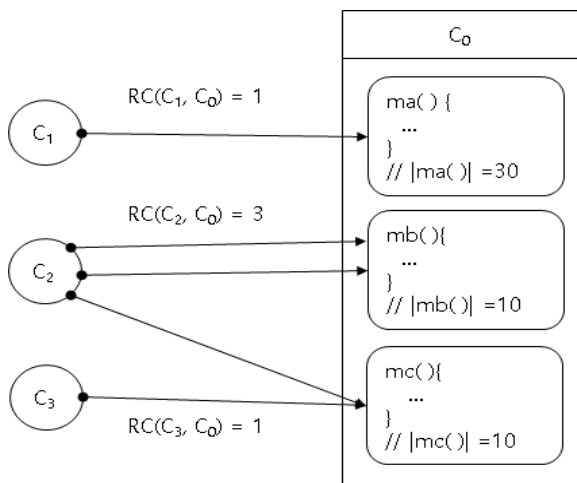 C₀
RC(C₁, C₀) = 1
C₁
ma( ) {
...
}
// |ma( )| =30
RC(C₂, C₀) = 3
C₂
mb( ){
...
}
// |mb( )| =10
C₃
RC(C₃, C₀) = 1
mc( ){
...
}
// |mc( )| =10